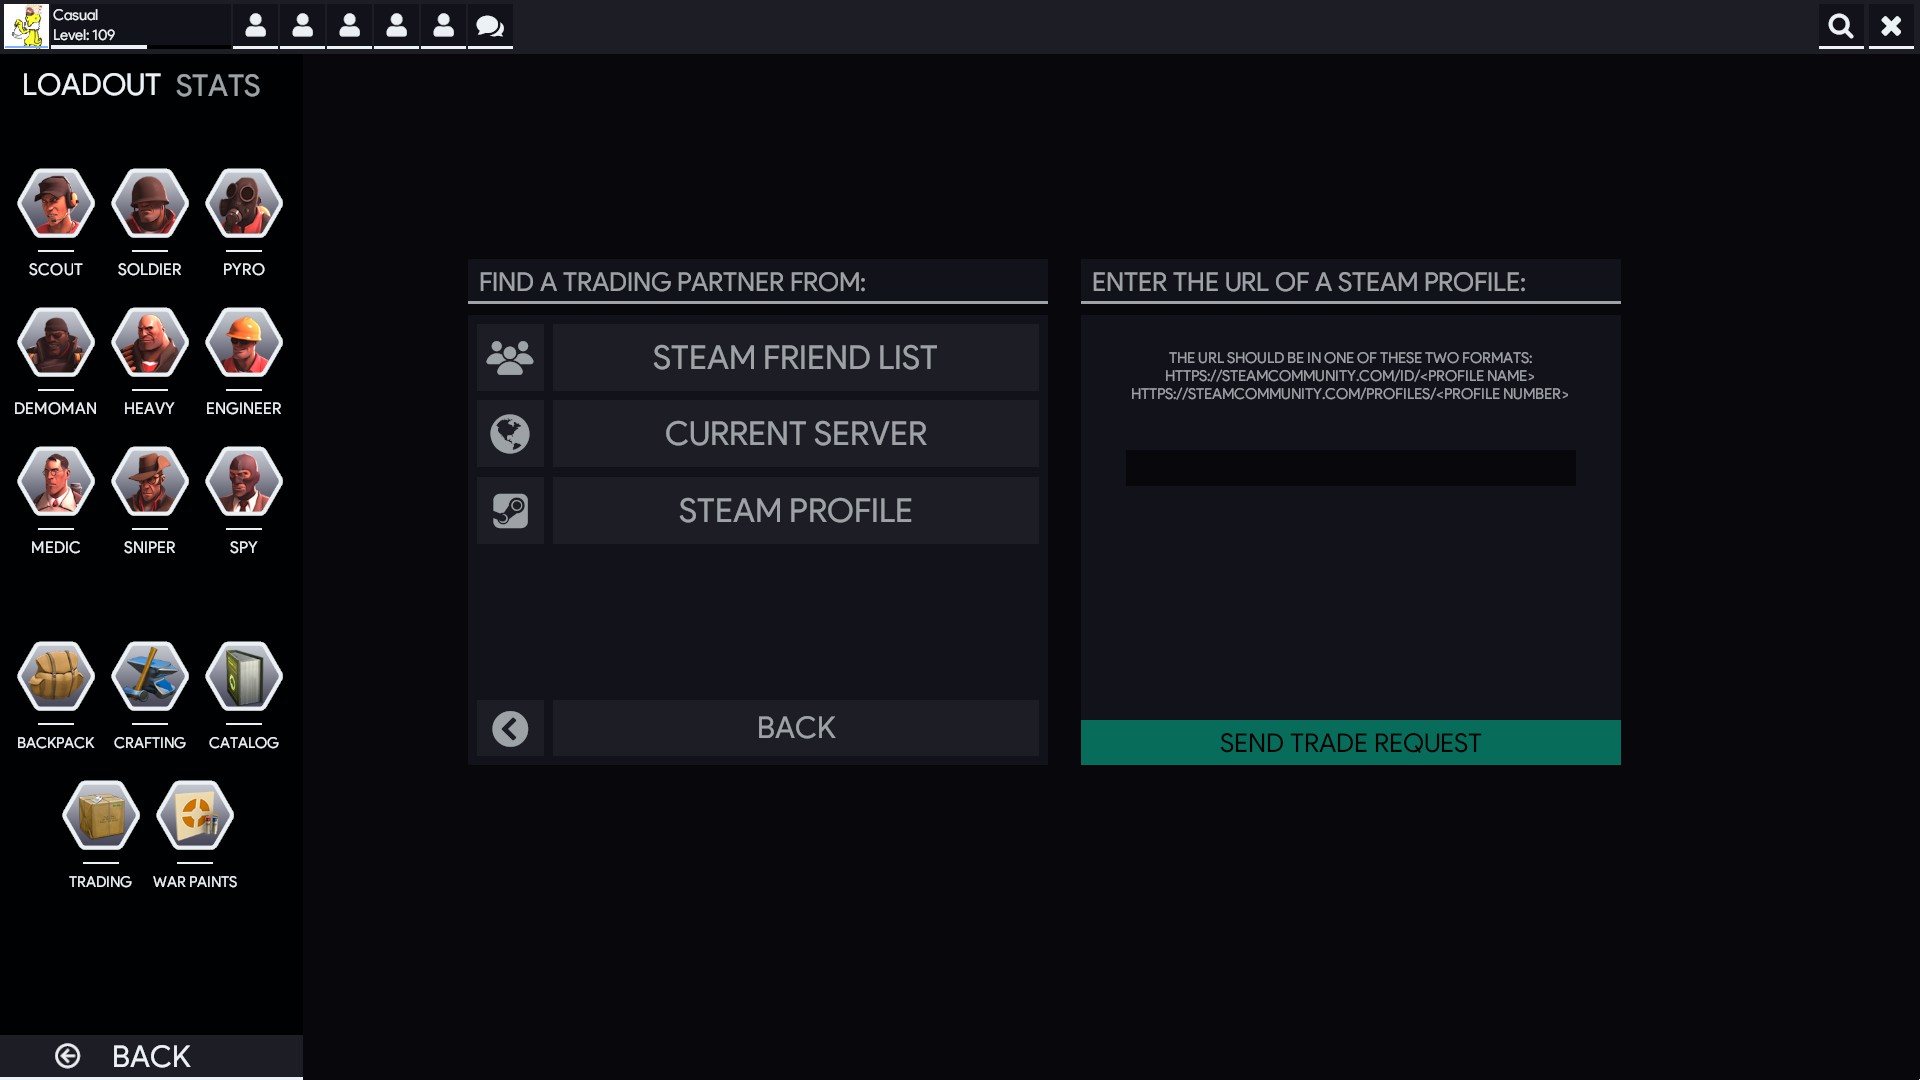 Casual
Level: 109
LOADOUT STATS
SCOUT SOLDIER PYRO
DEMOMAN HEAVY ENGINEER
MEDIC SNIPER SPY
BACKPACK CRAFTING CATALOG
TRADING WAR PAINTS
BACK
FIND A TRADING PARTNER FROM:
STEAM FRIEND LIST
CURRENT SERVER
STEAM PROFILE
BACK
ENTER THE URL OF A STEAM PROFILE:
THE URL SHOULD BE IN ONE OF THESE TWO FORMATS:
HTTPS://STEAMCOMMUNITY.COM/ID/<PROFILE NAME>
HTTPS://STEAMCOMMUNITY.COM/PROFILES/<PROFILE NUMBER>
SEND TRADE REQUEST